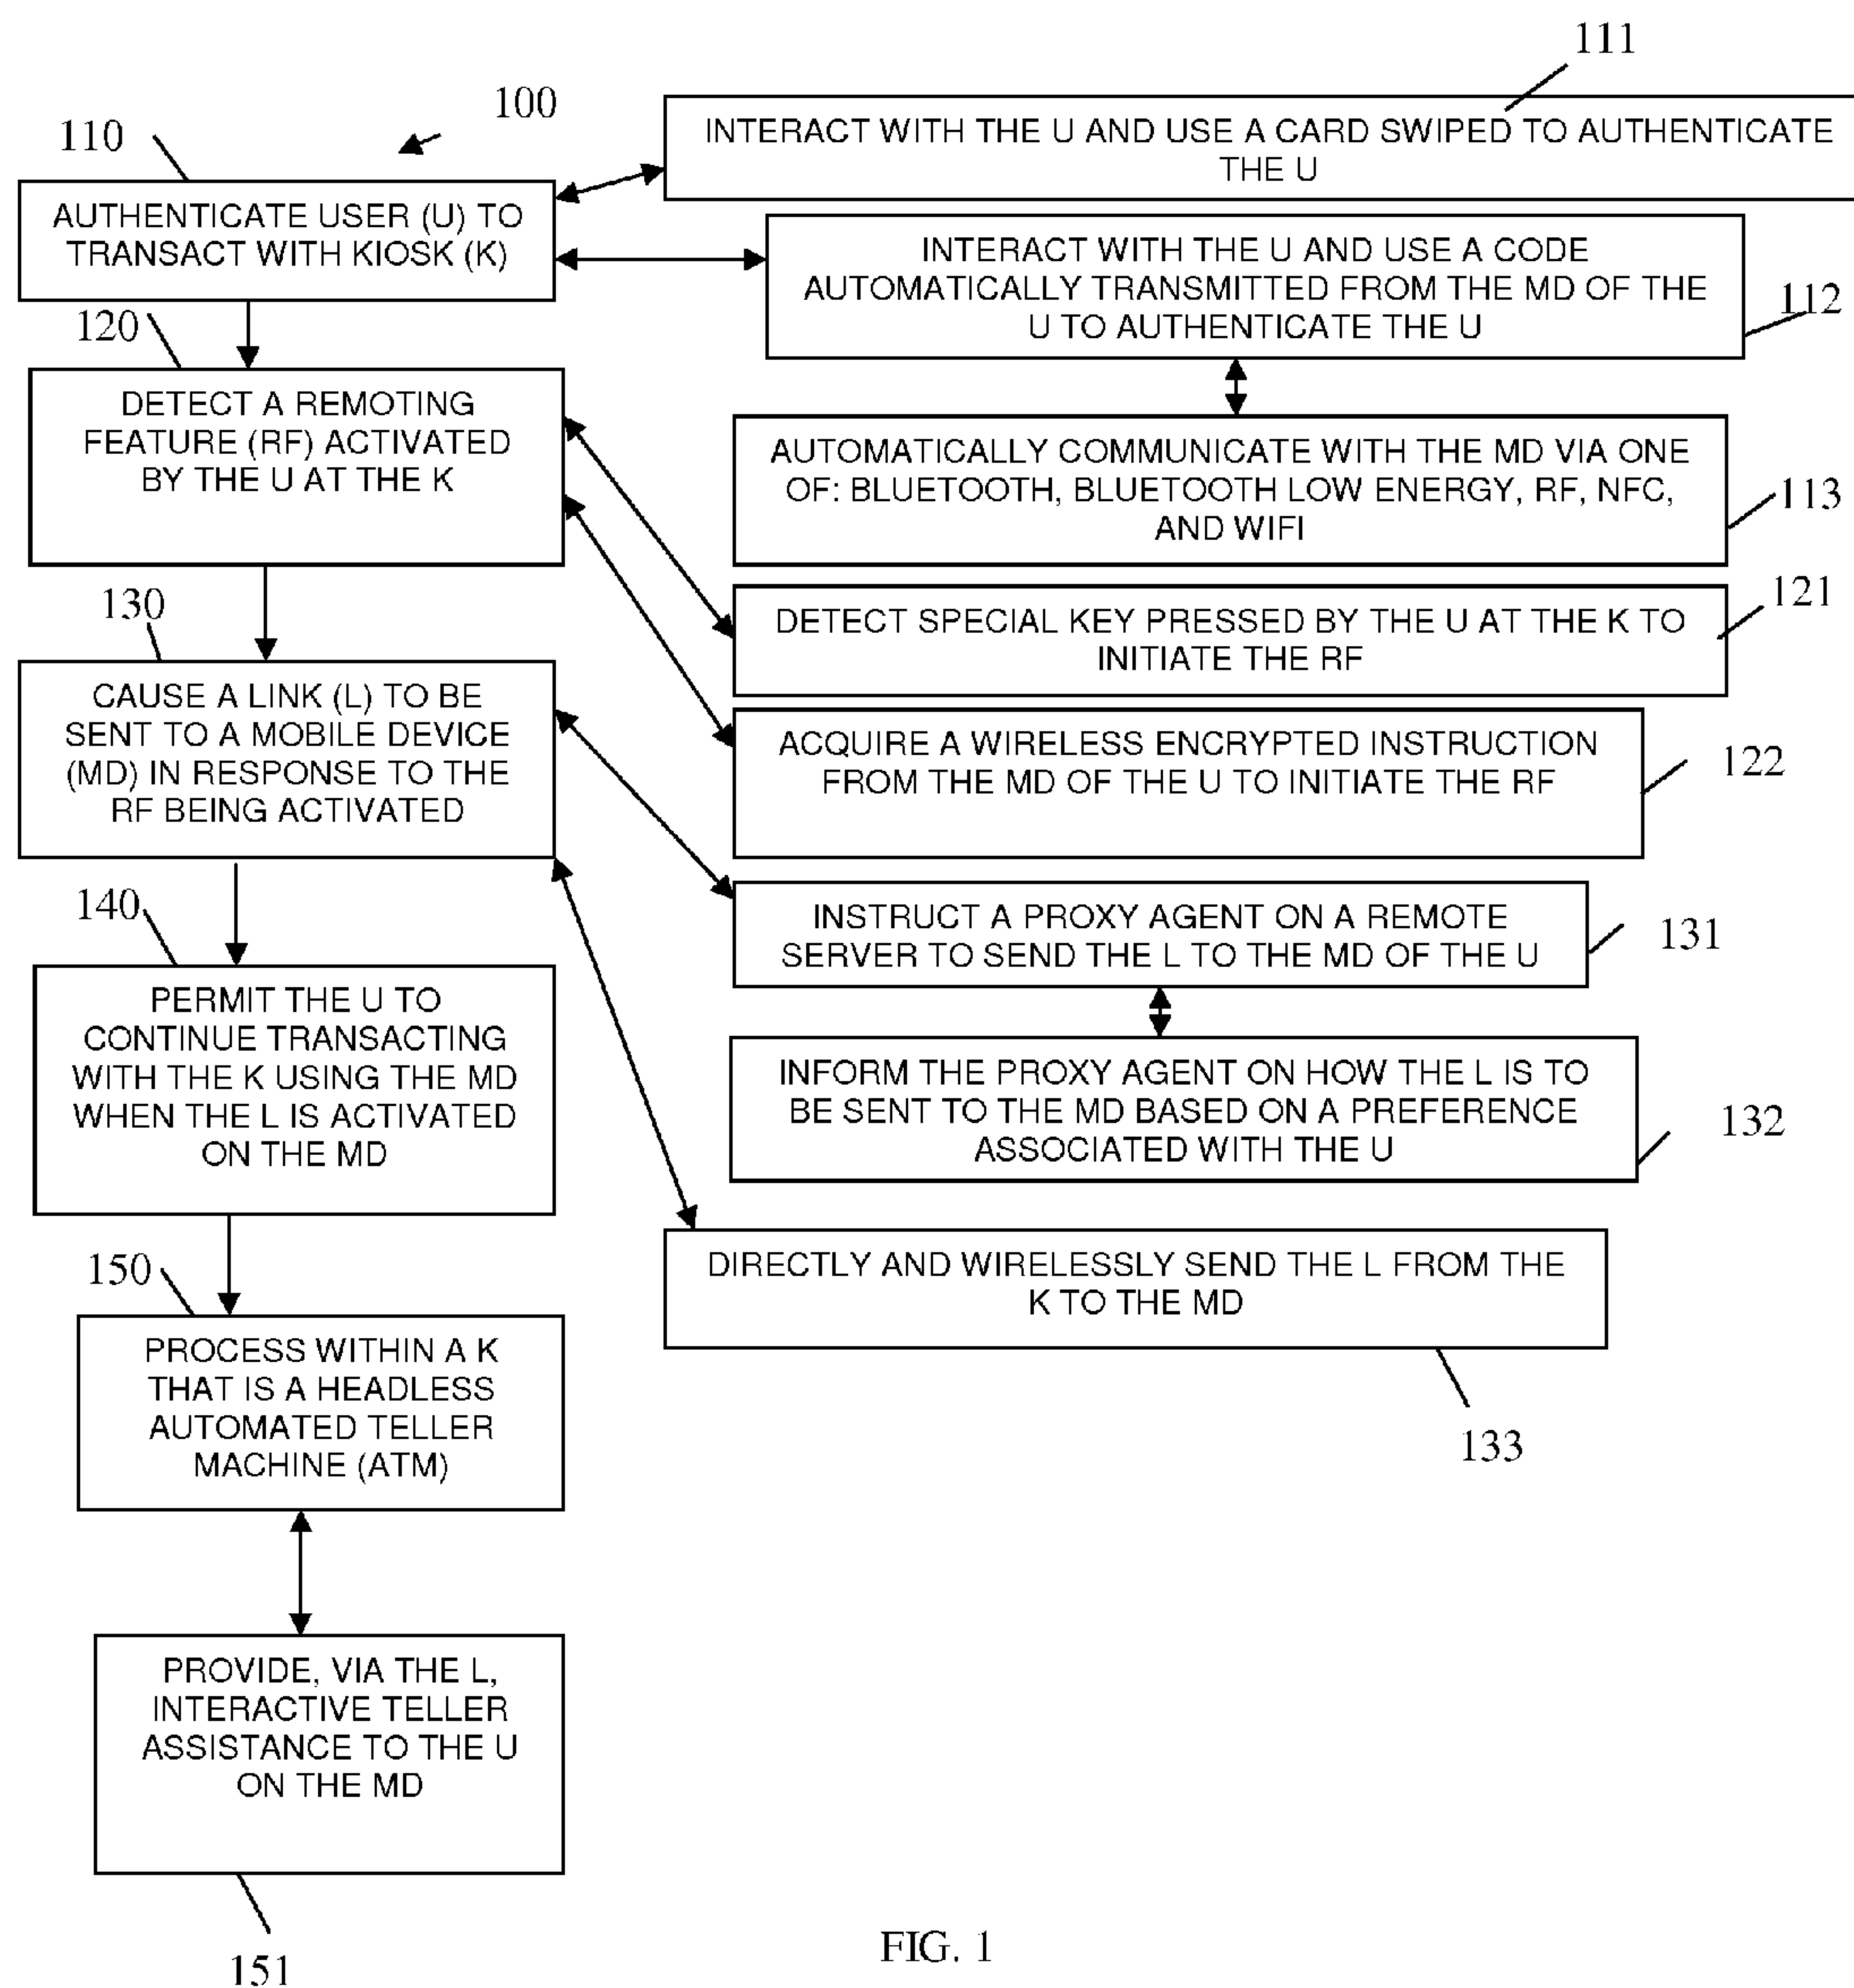 111
100
110
INTERACT WITH THE U AND USE A CARD SWIPED TO AUTHENTICATE
THE U
AUTHENTICATE USER (U) TO
TRANSACT WITH KIOSK (K)
INTERACT WITH THE U AND USE A CODE
AUTOMATICALLY TRANSMITTED FROM THE MD OF THE
U TO AUTHENTICATE THE U
112
120
DETECT A REMOTING
FEATURE (RF) ACTIVATED
BY THE U AT THE K
AUTOMATICALLY COMMUNICATE WITH THE MD VIA ONE
OF: BLUETOOTH, BLUETOOTH LOW ENERGY, RF, NFC,
AND WIFI
113
121
DETECT SPECIAL KEY PRESSED BY THE U AT THE K TO
INITIATE THE RF
130
CAUSE A LINK (L) TO BE
SENT TO A MOBILE DEVICE
(MD) IN RESPONSE TO THE
RF BEING ACTIVATED
ACQUIRE A WIRELESS ENCRYPTED INSTRUCTION
FROM THE MD OF THE U TO INITIATE THE RF
122
140
INSTRUCT A PROXY AGENT ON A REMOTE
SERVER TO SEND THE L TO THE MD OF THE U
131
PERMIT THE U TO
CONTINUE TRANSACTING
WITH THE K USING THE MD
WHEN THE L IS ACTIVATED
ON THE MD
INFORM THE PROXY AGENT ON HOW THE L IS TO
BE SENT TO THE MD BASED ON A PREFERENCE
ASSOCIATED WITH THE U
132
150
DIRECTLY AND WIRELESSLY SEND THE L FROM THE
K TO THE MD
133
PROCESS WITHIN A K
THAT IS A HEADLESS
AUTOMATED TELLER
MACHINE (ATM)
PROVIDE, VIA THE L,
INTERACTIVE TELLER
ASSISTANCE TO THE U
ON THE MD
151
FIG. 1